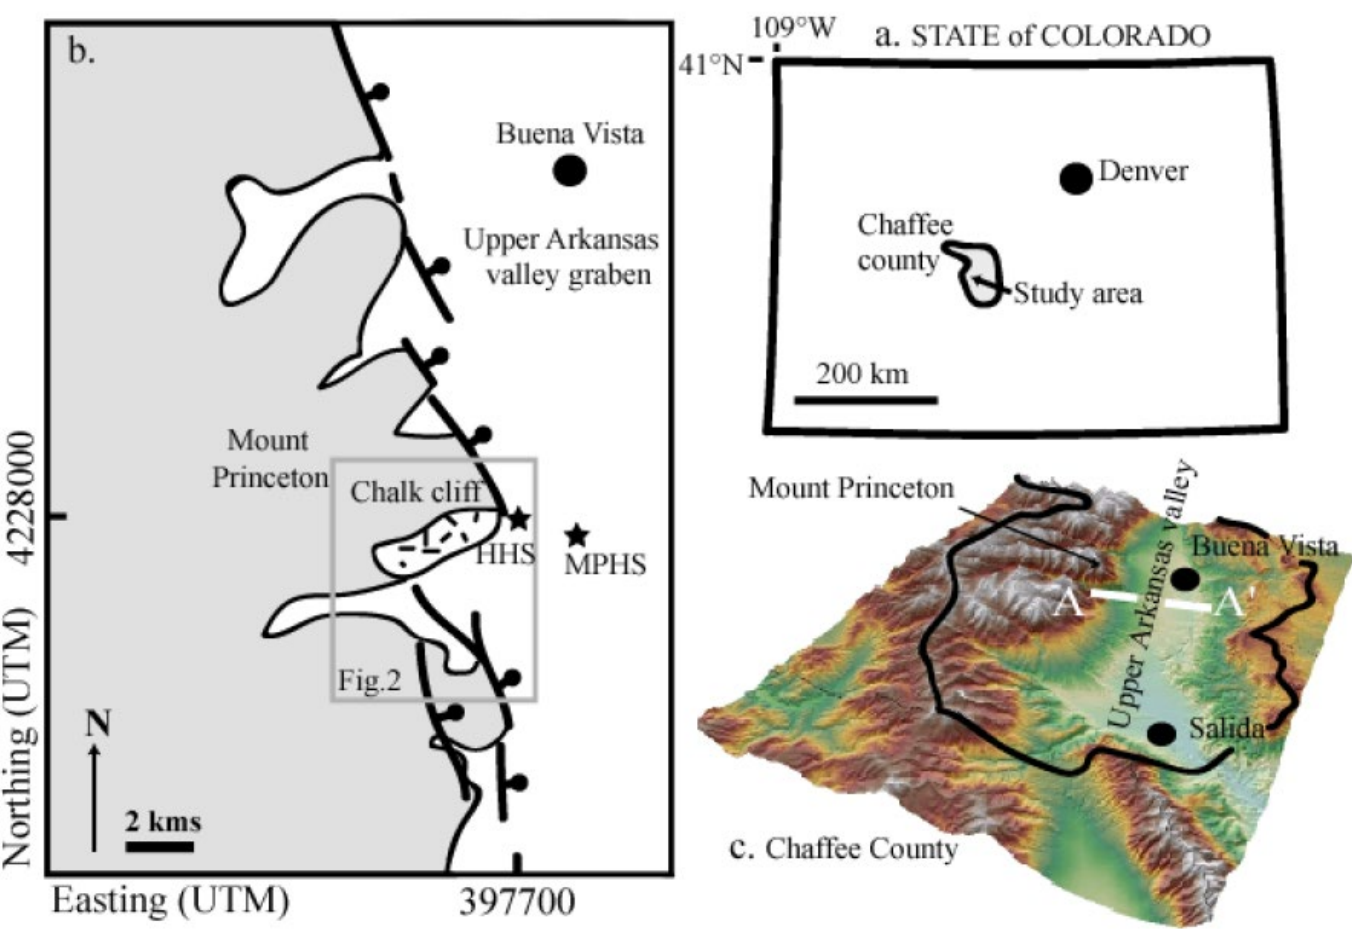 b.
Buena Vista
Upper Arkansas
valley graben
Mount
Princeton
Chalk cliff
HHS
MPHS
Fig.2
N
2 kms
Northing (UTM) 4228000
Easting (UTM) 397700
109°W
41°N
a. STATE of COLORADO
Denver
Chaffee
county
Study area
200 km
Mount Princeton
Upper Arkansas valley
Buena Vista
A A'
Salida
c. Chaffee County